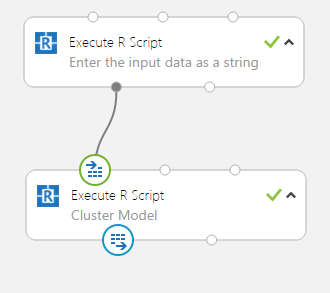 R
Execute R Script
Enter the input data as a string
R
Execute R Script
Cluster Model